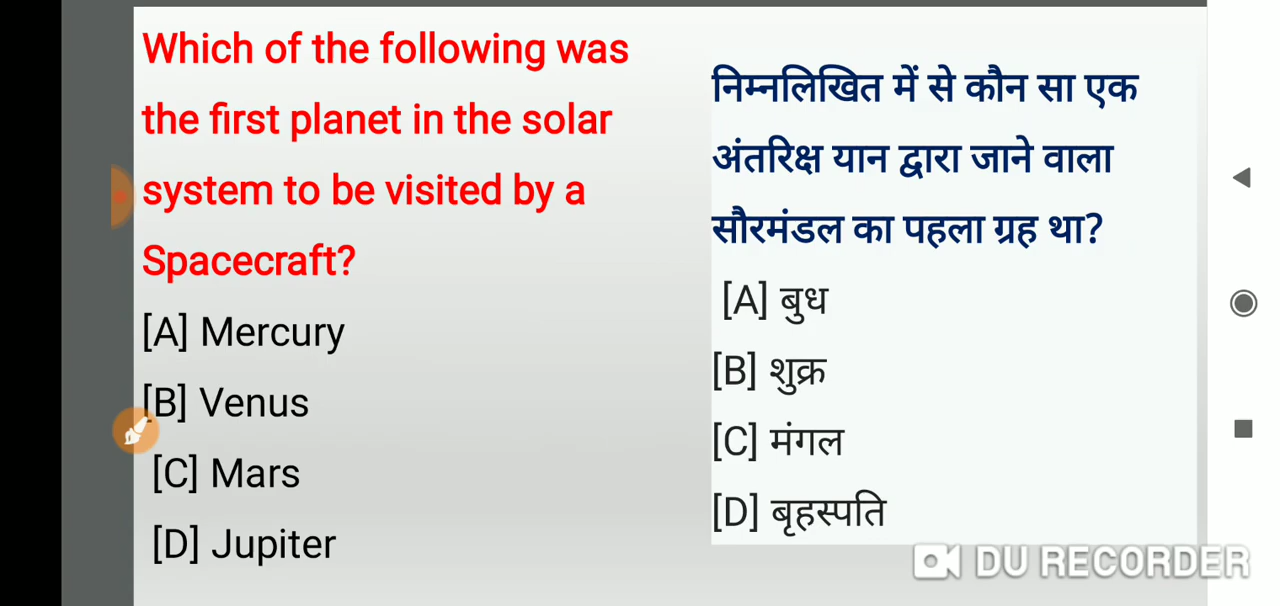 Which of the following was
the first planet in the solar
system to be visited by a
Spacecraft?
[A] Mercury
[B] Venus
[C] Mars
[D] Jupiter
निम्नलिखित में से कौन सा एक
अंतरिक्ष यान द्वारा जाने वाला
सौरमंडल का पहला ग्रह था?
[A] बुध
[B] शुक्र
[C] मंगल
[D] बृहस्पति
DU RECORDER